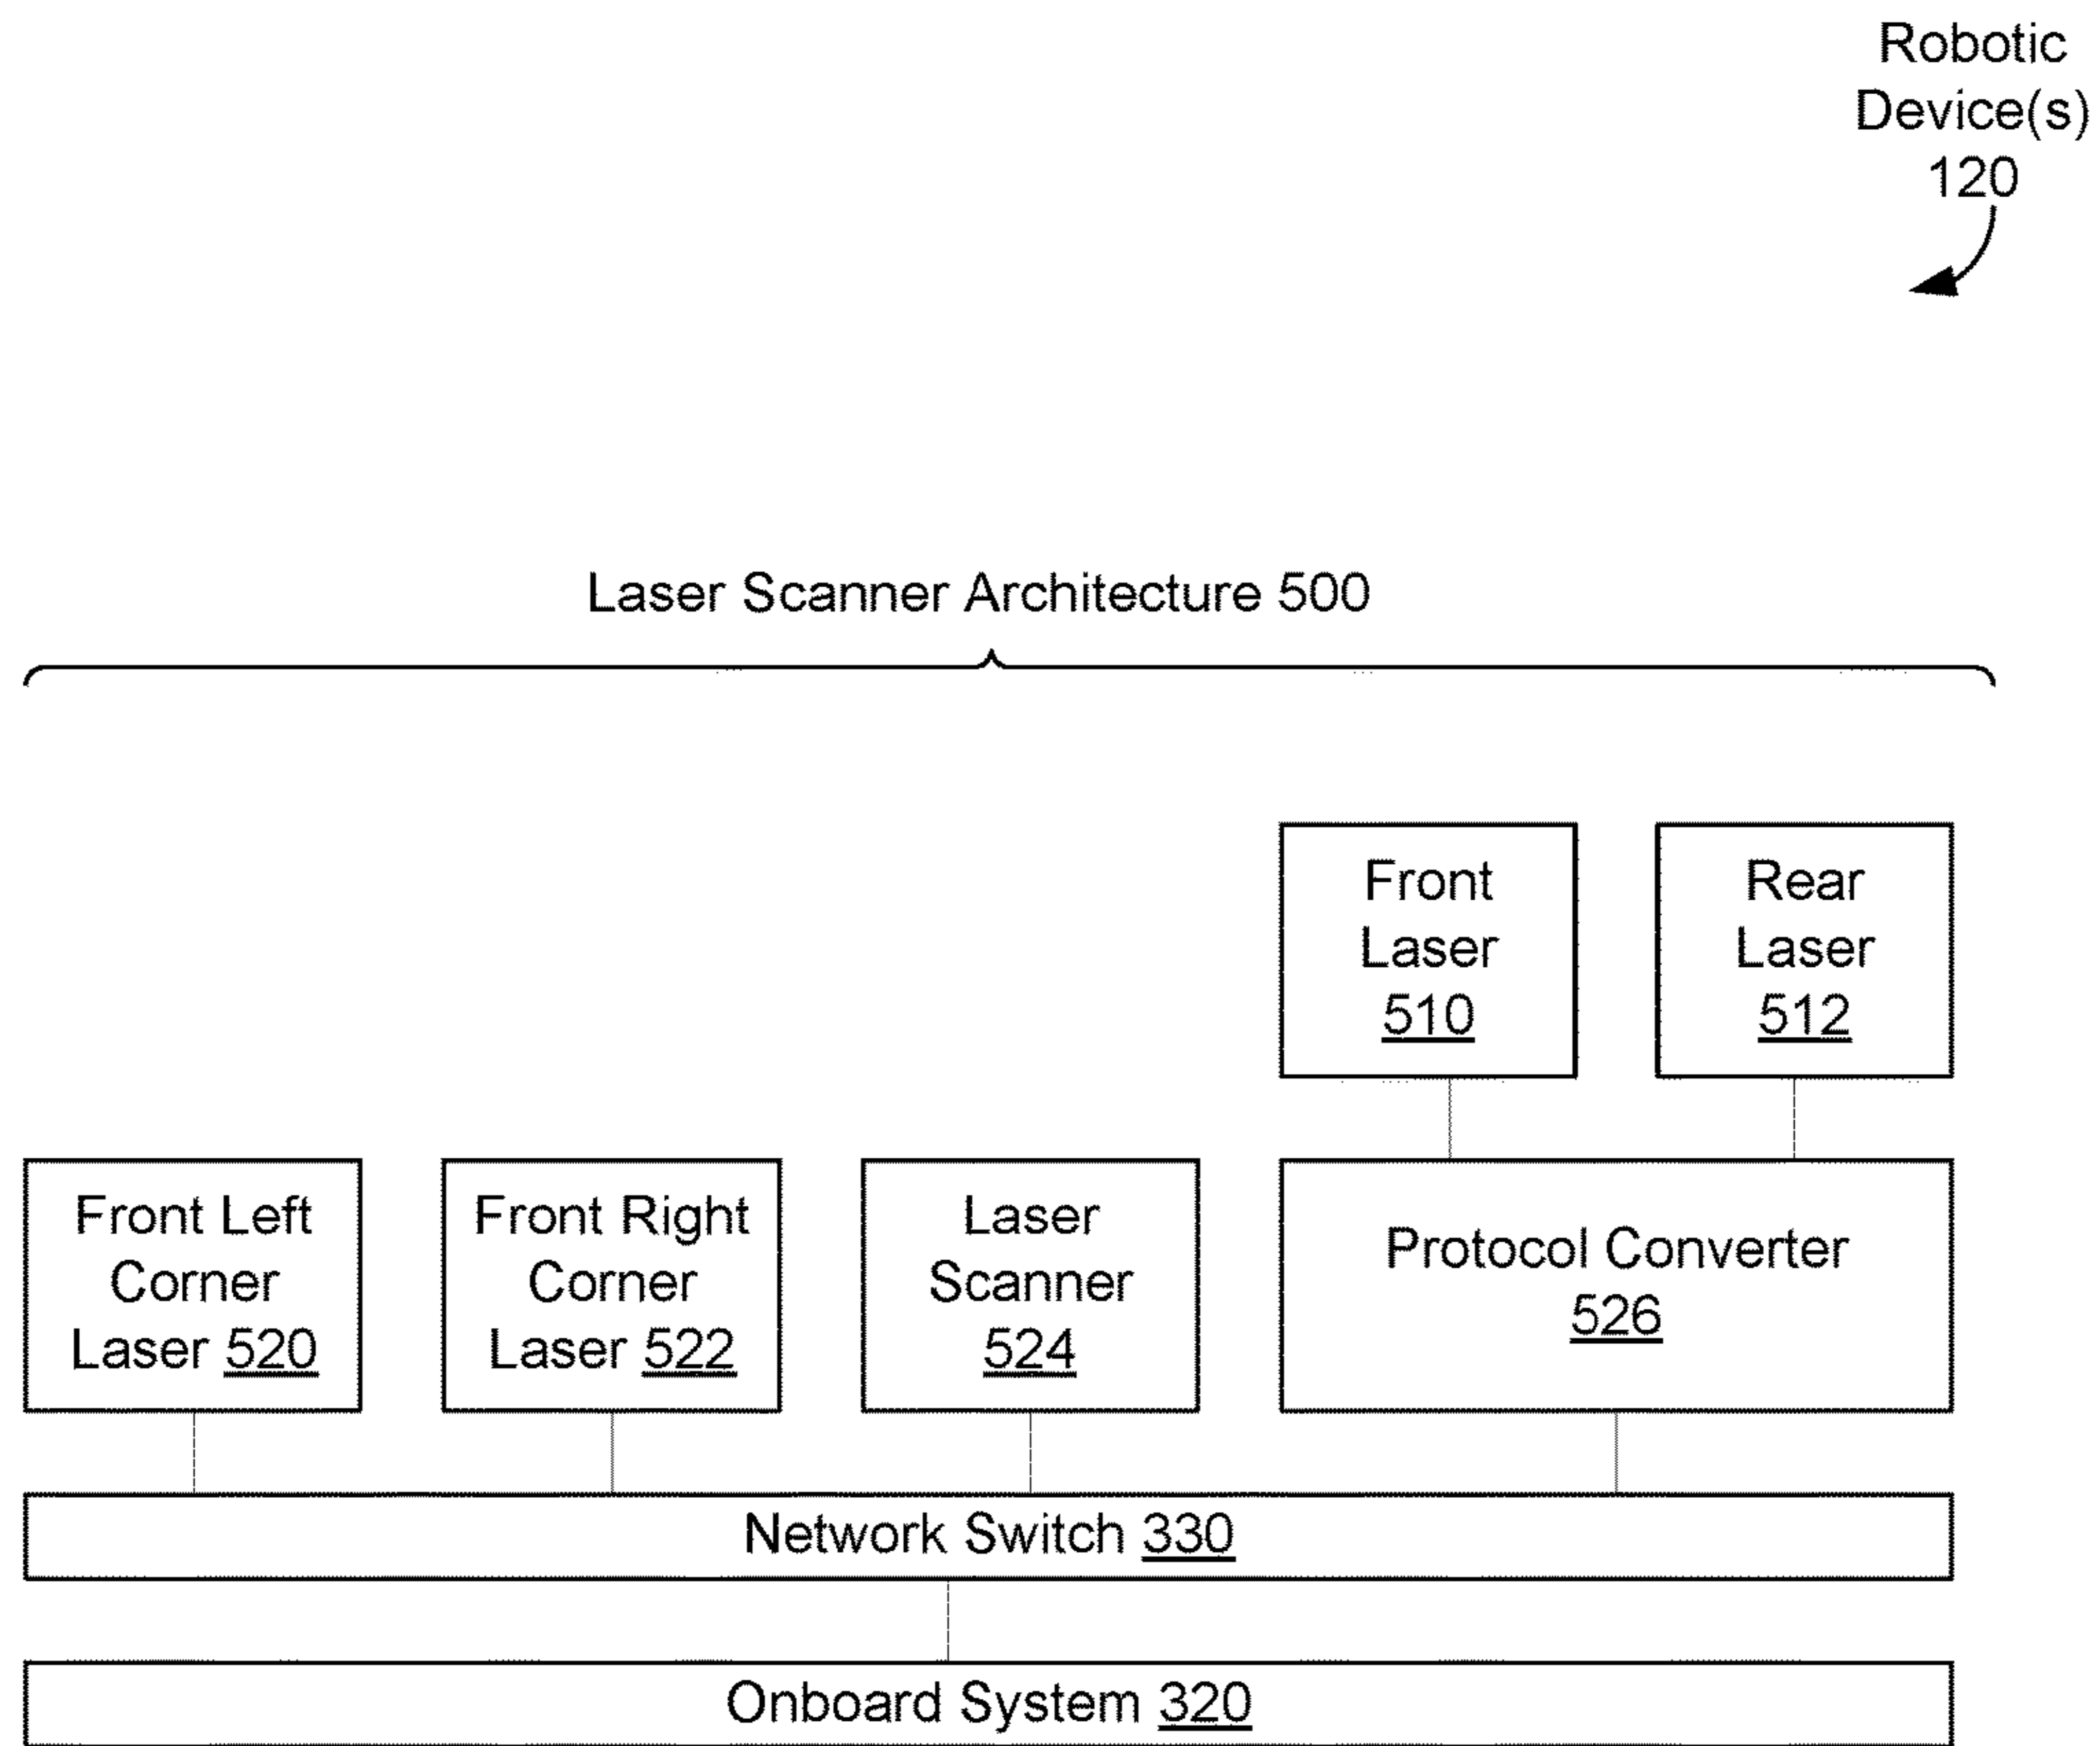 Robotic
Device(s)
120
Laser Scanner Architecture 500
Front
Laser
510
Rear
Laser
512
Front Left
Corner
Laser 520
Front Right
Corner
Laser 522
Laser
Scanner
524
Protocol Converter
526
Network Switch 330
Onboard System 320